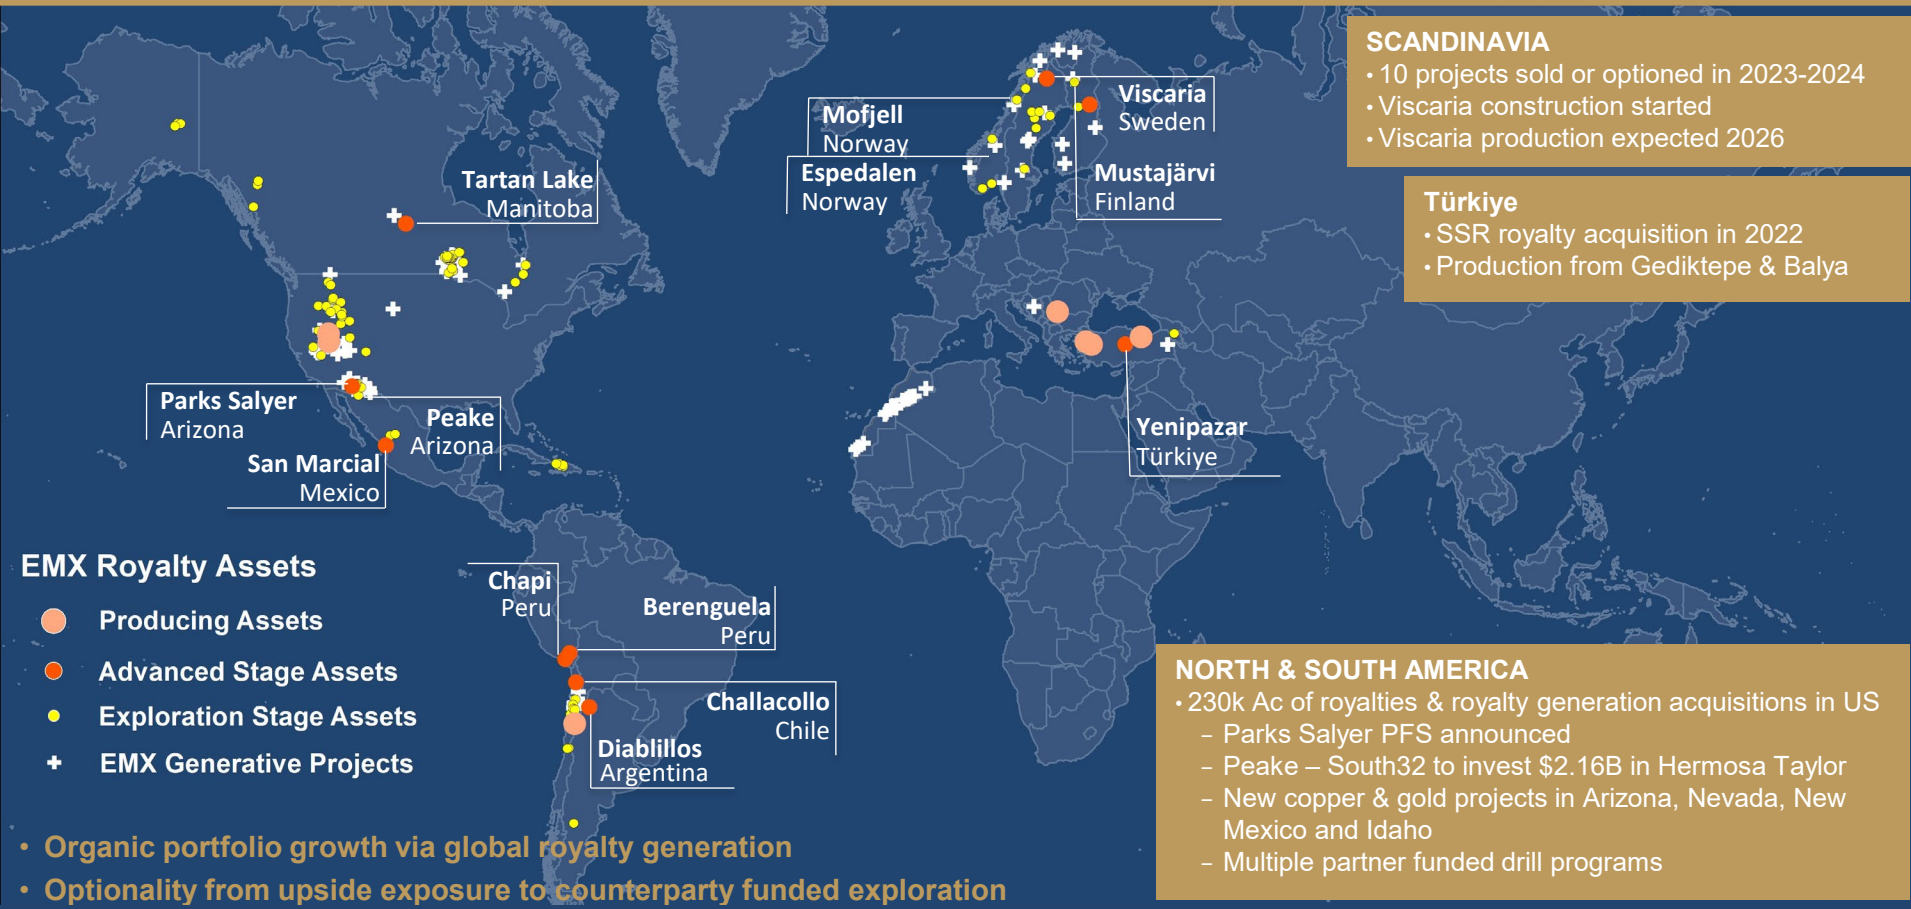 SCANDINAVIA
• 10 projects sold or optioned in 2023-2024
• Viscaria construction started
• Viscaria production expected 2026
Türkiye
• SSR royalty acquisition in 2022
• Production from Gediktepe & Balya
Viscaria
Sweden
Mofjell
Norway
Espedalen
Norway
Mustajärvi
Finland
Tartan Lake
Manitoba
Parks Salyer
Arizona
Peake
Arizona
San Marcial
Mexico
Yenipazar
Türkiye
EMX Royalty Assets
Producing Assets
Advanced Stage Assets
Exploration Stage Assets
EMX Generative Projects
Chapi
Peru
Berenguela
Peru
Challacollo
Chile
Diablillos
Argentina
NORTH & SOUTH AMERICA
• 230k Ac of royalties & royalty generation acquisitions in US
– Parks Salyer PFS announced
– Peake – South32 to invest $2.16B in Hermosa Taylor
– New copper & gold projects in Arizona, Nevada, New
Mexico and Idaho
– Multiple partner funded drill programs
• Organic portfolio growth via global royalty generation
• Optionality from upside exposure to counterparty funded exploration